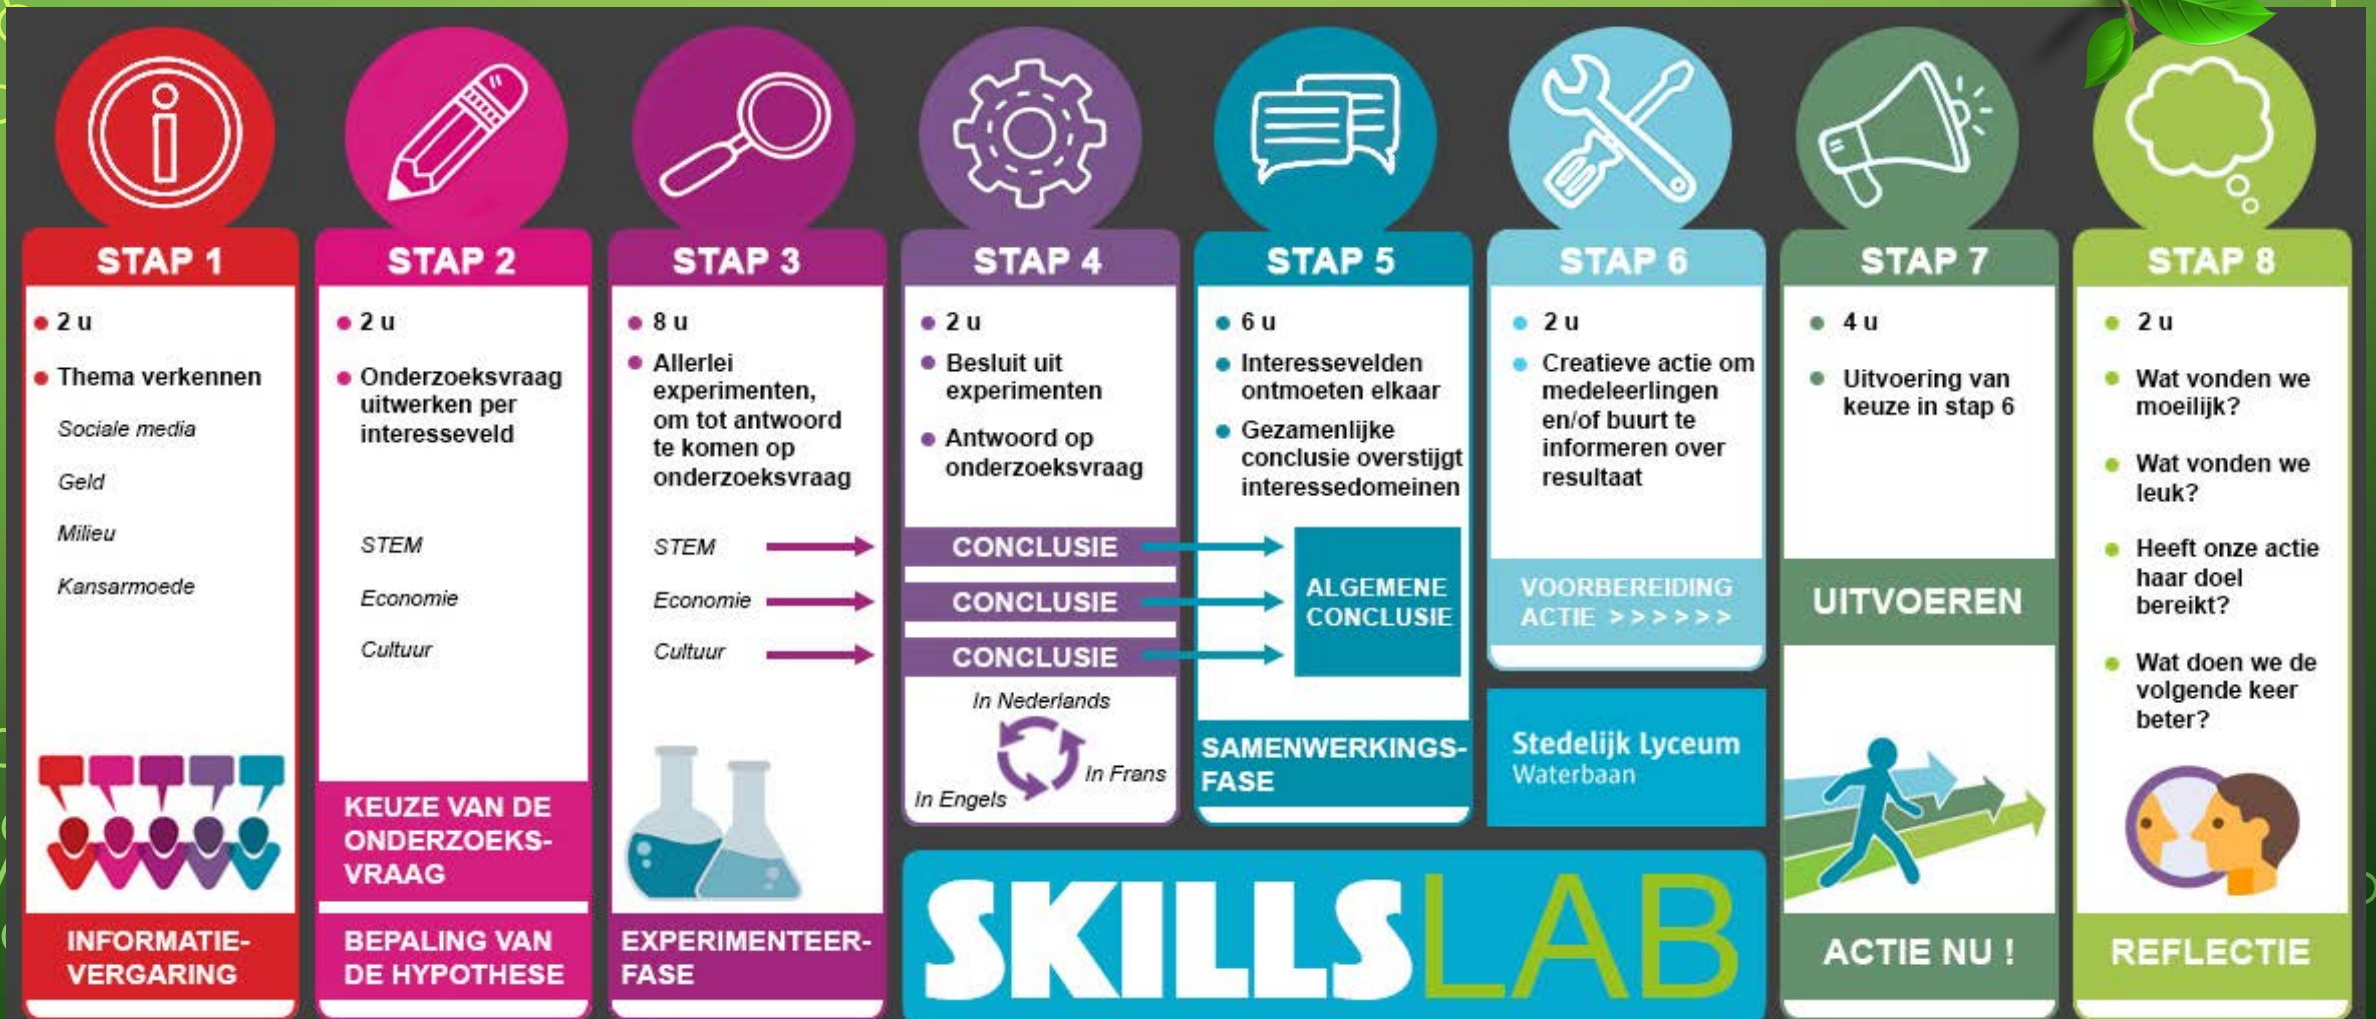 STAP 1
• 2 u
• Thema verkennen
Sociale media
Geld
Milieu
Kansarmoede
INFORMATIE-
VERGARING
STAP 2
• 2 u
• Onderzoeksvraag
uitwerken per
interesseveld
STEM
Economie
Cultuur
KEUZE VAN DE
ONDERZOEKS-
VRAAG
BEPALING VAN
DE HYPOTHESE
STAP 3
• 8 u
• Allerlei
experimenten,
om tot antwoord
te komen op
onderzoeksvraag
STEM
Economie
Cultuur
EXPERIMENTEER-
FASE
STAP 4
• 2 u
• Besluit uit
experimenten
• Antwoord op
onderzoeksvraag
CONCLUSIE
CONCLUSIE
CONCLUSIE
In Nederlands
In Frans
In Engels
STAP 5
• 6 u
• Interessevelden
ontmoeten elkaar
• Gezamenlijke
conclusie overstijgt
interessedomeinen
ALGEMENE
CONCLUSIE
SAMENWERKINGS-
FASE
STAP 6
• 2 u
• Creatieve actie om
medeleerlingen
en/of buurt te
informeren over
resultaat
VOORBEREIDING
ACTIE >>>>>>
Stedelijk Lyceum
Waterbaan
SKILLSLAB
STAP 7
• 4 u
• Uitvoering van
keuze in stap 6
UITVOEREN
ACTIE NU !
STAP 8
• 2 u
• Wat vonden we
moeilijk?
• Wat vonden we
leuk?
• Heeft onze actie
haar doel
bereikt?
• Wat doen we de
volgende keer
beter?
REFLECTIE